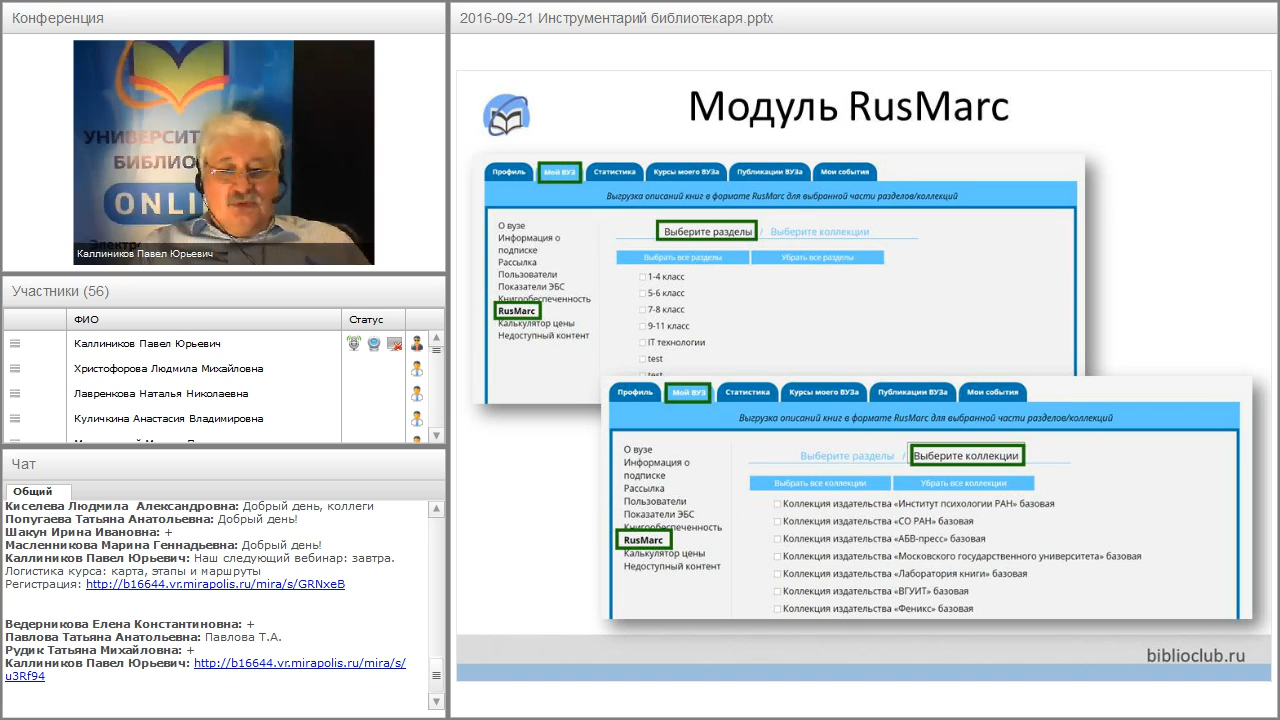 Конференция
УНИВЕРСИТ
БИБЛИО
ONLI
Каллиников Павел Юрьевич
Участники (56)
ФИО
Статус
Каллиников Павел Юрьевич
Христофорова Людмила Михайловна
Лавранкова Наталья Николаевна
Куличкина Анастасия Владимировна
Чат
Общий
Киселева Людмила Александровна: Добрый день, коллеги
Попугаева Татьяна Анатольевна: Добрый день!
Шакун Ирина Ивановна: +
Масленникова Марина Геннадьевна: Добрый день!
Каллиников Павел Юрьевич: Наш следующий вебинар: завтра.
Логистика курса: карта, этапы и маршруты
Регистрация: http://b16644.vr.mirapolis.ru/mira/s/GRNxeB
Ведерникова Елена Константиновна: +
Павлова Татьяна Анатольевна: Павлова Т.А.
Рудик Татьяна Михайловна: +
Каллиников Павел Юрьевич: http://b16644.vr.mirapolis.ru/mira/s/
u3Rf94
2016-09-21 Инструментарий библиотекаря.pptx
Модуль RusMarc
Профиль Мой ВУЗ Статистика Курсы моего ВУЗа Публикации ВУЗа Мои события
Выгрузка описаний книг в формате RusMarc для выбранной части разделов/коллекций
О вузе
Информация о
подписке
Рассылка
Пользователи
Показатели ЭБС
Книгообеспеченность
RusMarc
Калькулятор цены
Недоступный контент
Выберите разделы / Выберите коллекции
Выбрать все разделы Убрать все разделы
1-4 класс
5-6 класс
7-8 класс
9-11 класс
IT технологии
test
test
Профиль Мой ВУЗ Статистика Курсы моего ВУЗа Публикации ВУЗа Мои события
Выгрузка описаний книг в формате RusMarc для выбранной части разделов/коллекций
О вузе
Информация о
подписке
Рассылка
Пользователи
Показатели ЭБС
Книгообеспеченность
RusMarc
Калькулятор цены
Недоступный контент
Выберите разделы / Выберите коллекции
Выбрать все коллекции Убрать все коллекции
Коллекция издательства «Институт психологии РАН» базовая
Коллекция издательства «СО РАН» базовая
Коллекция издательства «АБВ-пресс» базовая
Коллекция издательства «Московского государственного университета» базовая
Коллекция издательства «Лаборатория книги» базовая
Коллекция издательства «ВГУИТ» базовая
Коллекция издательства «Феникс» базовая
biblioclub.ru